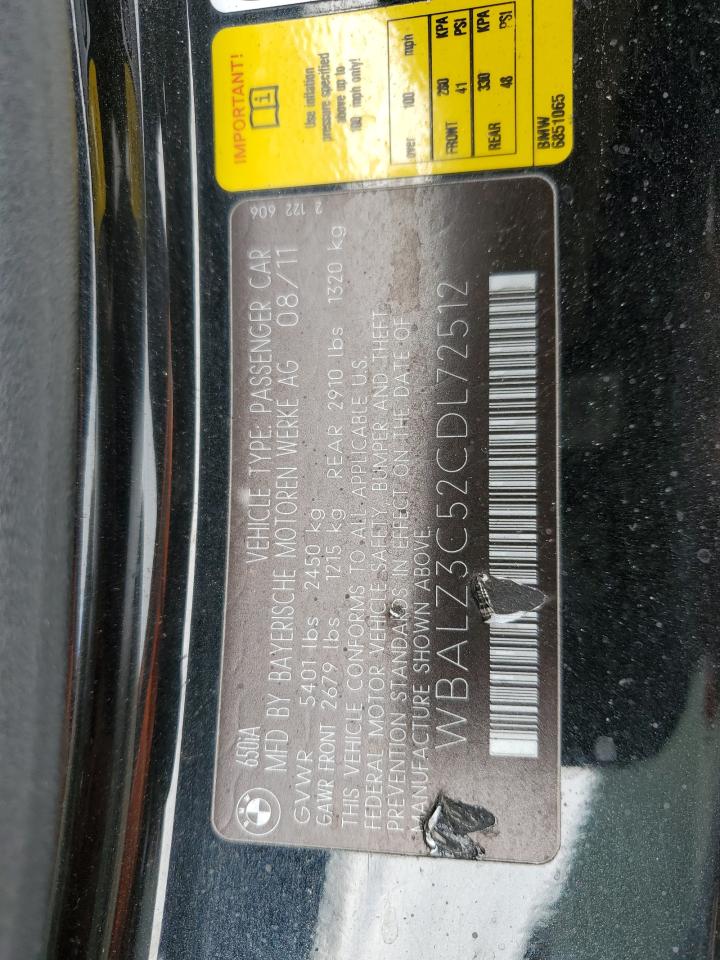 650iA
VEHICLE TYPE: PASSENGER CAR
MFD BY BAYERISCHE MOTOREN WERKE AG 08/11
GVWR 5401 lbs 2450 kg
GAWR FRONT 2679 lbs 1215 kg REAR 2910 lbs 1320 kg
THIS VEHICLE CONFORMS TO ALL APPLICABLE U.S.
FEDERAL MOTOR VEHICLE SAFETY, BUMPER AND THEFT
PREVENTION STANDARDS IN EFFECT ON THE DATE OF
MANUFACTURE SHOWN ABOVE.
WBALZ3C52CDL72512
2 122 606
IMPORTANT!
Use inflation
pressure specified
above up to
100 mph only!
over 100 mph
FRONT 280 KPA
41 PSI
REAR 330 KPA
48 PSI
BMW
6851065